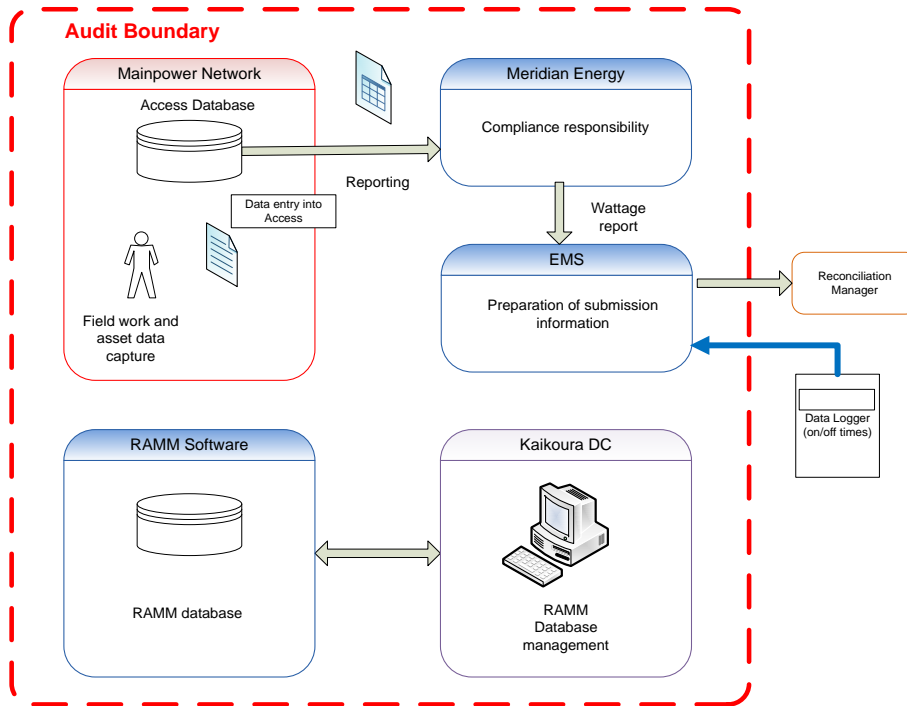 Audit Boundary
Mainpower Network
Access Database
Reporting
Data entry into
Access
Field work and
asset data
capture
Meridian Energy
Compliance responsibility
Wattage
report
EMS
Preparation of submission
information
Reconciliation
Manager
Data Logger
(on/off times)
RAMM Software
RAMM database
Kaikoura DC
RAMM
Database
management